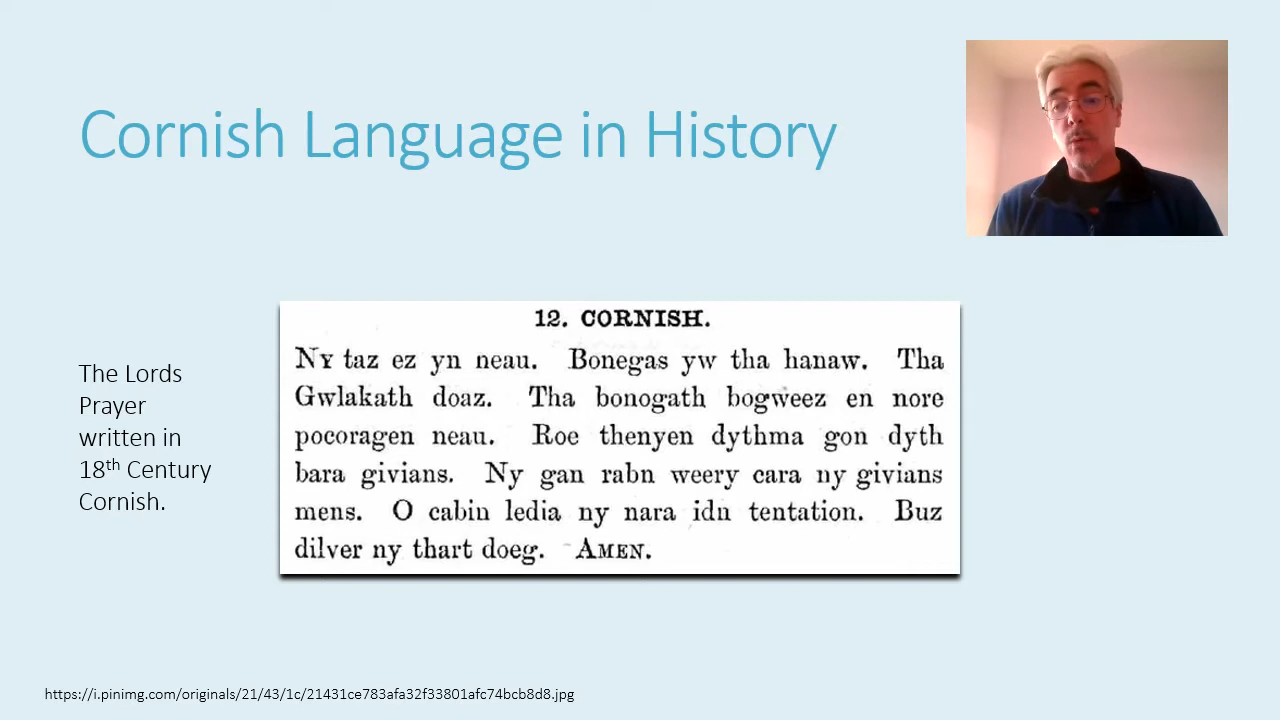 Cornish Language in History
The Lords
Prayer
written in
18th Century
Cornish.
12. CORNISH.
NY taz ez yn neau. Bonegas yw tha hanaw. Tha
Gwlakath doaz. Tha bonogath bogweez en nore
pocoragen neau. Roe thenyen dythma gon dyth
bara givians. Ny gan rabn weery cara ny givians
mens. O cabin ledia ny nara idn tentation. Buz
dilver ny thart doeg. AMEN.
https://i.pinimg.com/originals/21/43/1c/21431ce783afa32f33801afc74bcb8d8.jpg